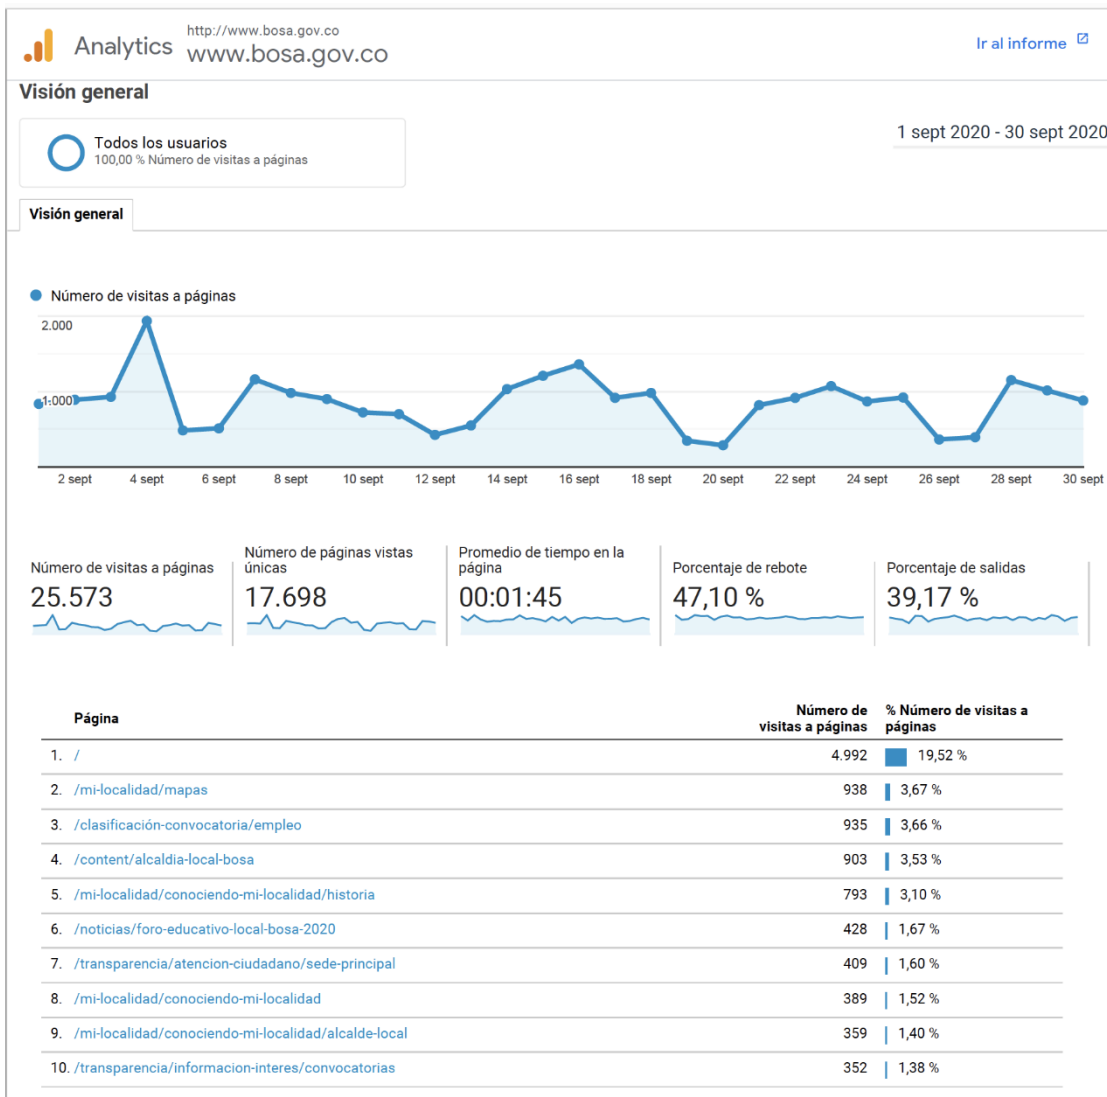 Analytics
http://www.bosa.gov.co
www.bosa.gov.co
Ir al informe
Visión general
Todos los usuarios
100,00 % Número de visitas a páginas
1 sept 2020 - 30 sept 2020
Visión general
Número de visitas a páginas
2.000
1.000
2 sept 4 sept 6 sept 8 sept 10 sept 12 sept 14 sept 16 sept 18 sept 20 sept 22 sept 24 sept 26 sept 28 sept 30 sept
Número de visitas a páginas
25.573
Número de páginas vistas
únicas
17.698
Promedio de tiempo en la
página
00:01:45
Porcentaje de rebote
47,10 %
Porcentaje de salidas
39,17 %
Página
Número de
visitas a páginas
% Número de visitas a
páginas
1. / 4.992 19,52 %
2. /mi-localidad/mapas 938 3,67 %
3. /clasificación-convocatoria/empleo 935 3,66 %
4. /content/alcaldia-local-bosa 903 3,53 %
5. /mi-localidad/conociendo-mi-localidad/historia 793 3,10 %
6. /noticias/foro-educativo-local-bosa-2020 428 1,67 %
7. /transparencia/atencion-ciudadano/sede-principal 409 1,60 %
8. /mi-localidad/conociendo-mi-localidad 389 1,52 %
9. /mi-localidad/conociendo-mi-localidad/alcalde-local 359 1,40 %
10. /transparencia/informacion-interes/convocatorias 352 1,38 %